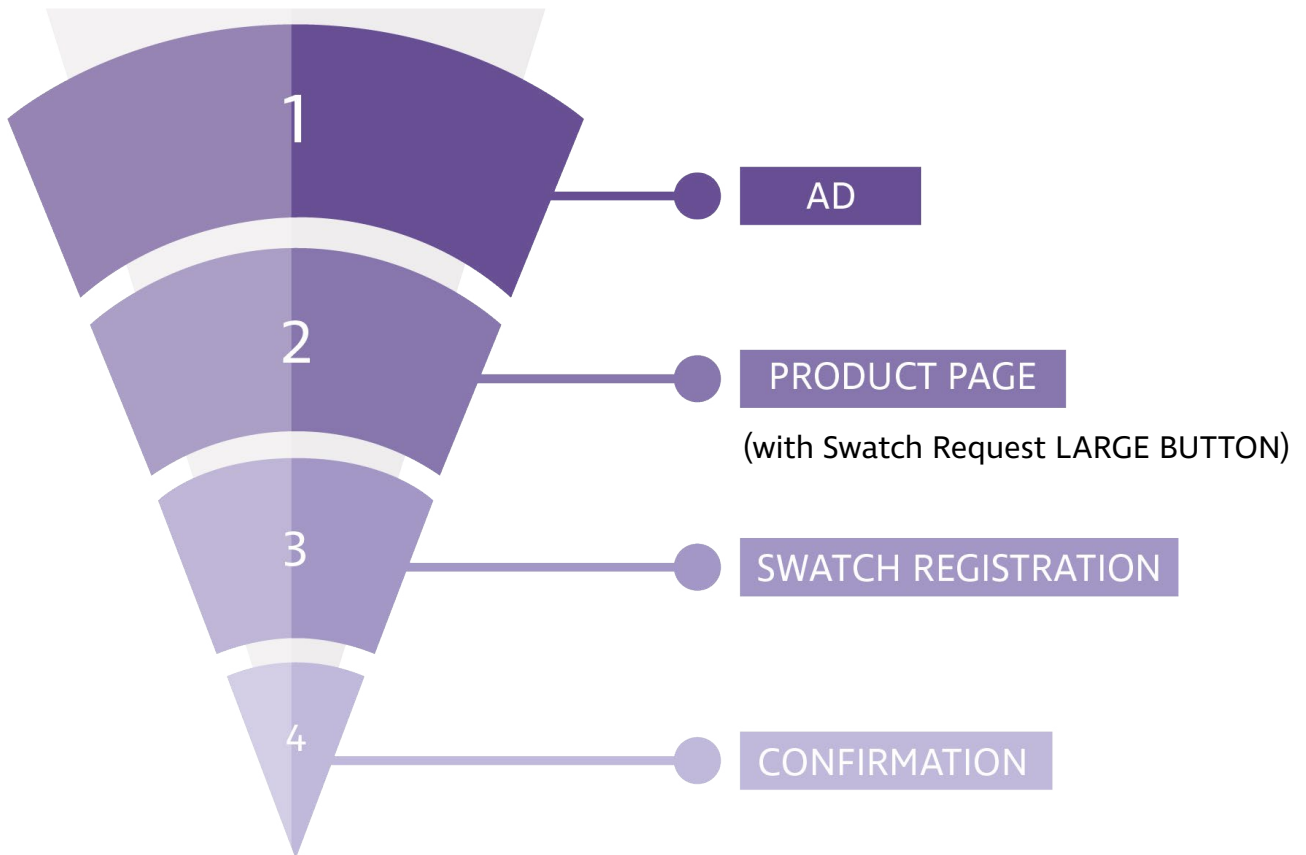 1
AD
2
PRODUCT PAGE
(with Swatch Request LARGE BUTTON)
3
SWATCH REGISTRATION
4
CONFIRMATION